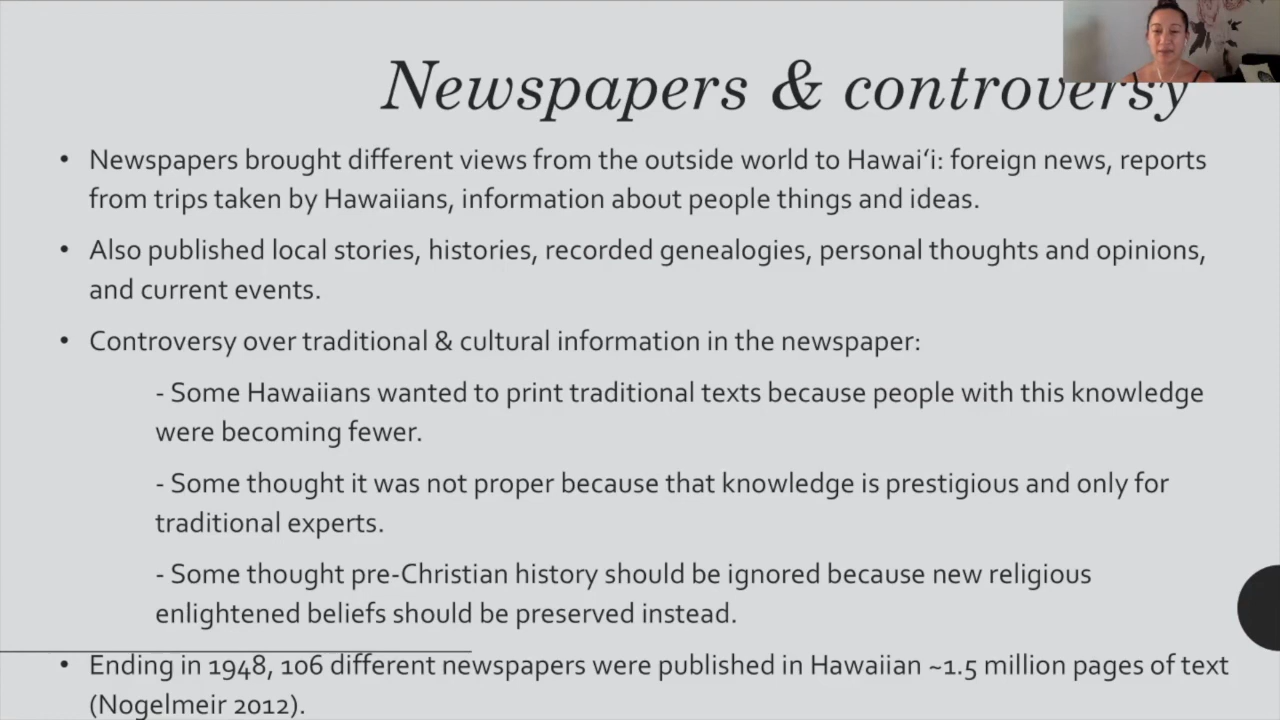 Newspapers & controversy
• Newspapers brought different views from the outside world to Hawaiʻi: foreign news, reports
from trips taken by Hawaiians, information about people things and ideas.
• Also published local stories, histories, recorded genealogies, personal thoughts and opinions,
and current events.
• Controversy over traditional & cultural information in the newspaper:
- Some Hawaiians wanted to print traditional texts because people with this knowledge
were becoming fewer.
- Some thought it was not proper because that knowledge is prestigious and only for
traditional experts.
- Some thought pre-Christian history should be ignored because new religious
enlightened beliefs should be preserved instead.
• Ending in 1948, 106 different newspapers were published in Hawaiian ~1.5 million pages of text
(Nogelmeir 2012).